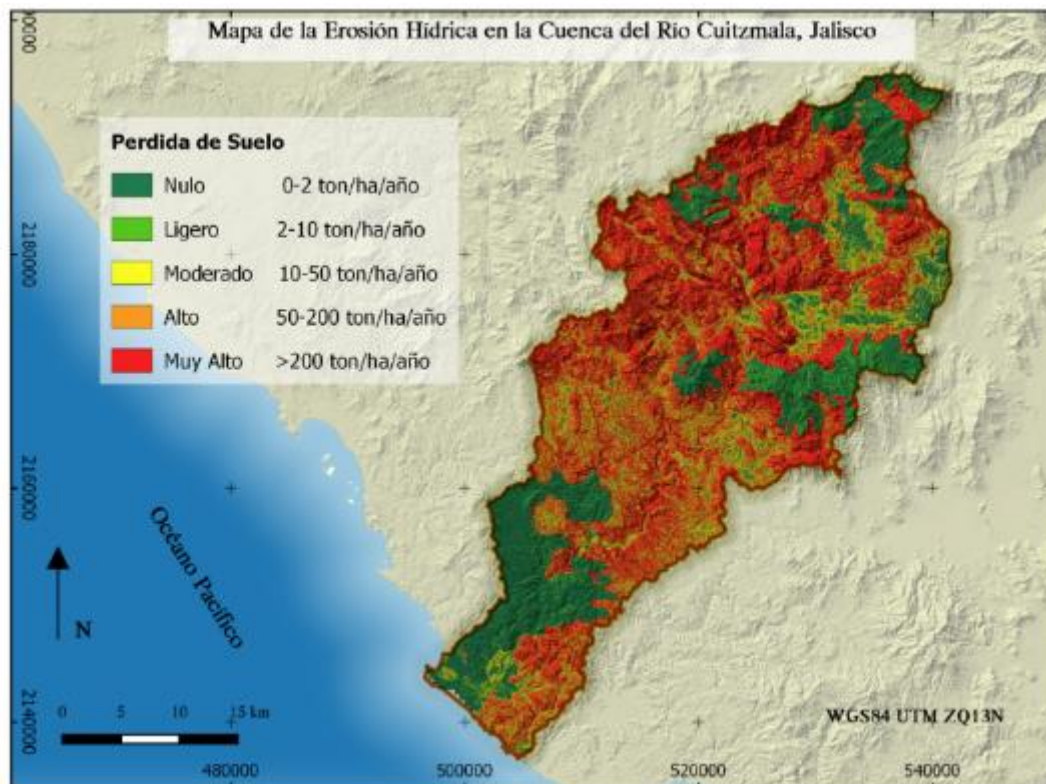 Mapa de la Erosión Hídrica en la Cuenca del Río Cuitzmala, Jalisco
Perdida de Suelo
Nulo 0-2 ton/ha/año
Ligero 2-10 ton/ha/año
Moderado 10-50 ton/ha/año
Alto 50-200 ton/ha/año
Muy Alto >200 ton/ha/año
2180000
2160000
2140000
Océano Pacífico
N
0 5 10 15 km
WGS84 UTM ZQ13N
480000 500000 520000 540000